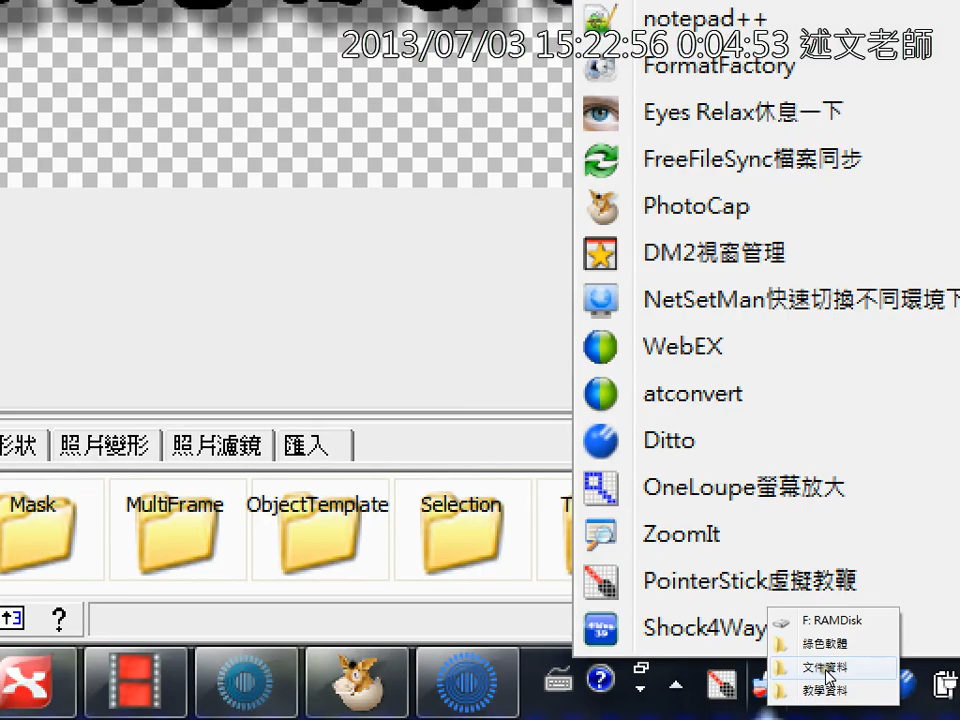 notepad++
2013/07/03 15:22:56 0:04:53 述文老師
FormatFactory
Eyes Relax休息一下
FreeFileSync檔案同步
PhotoCap
DM2視窗管理
NetSetMan快速切換不同環境下
WebEX
atconvert
Ditto
OneLoupe螢幕放大
ZoomIt
PointerStick虛擬教鞭
Shock4Way
形狀 照片變形 照片濾鏡 匯入
Mask MultiFrame ObjectTemplate Selection T
F: RAMDisk
綠色軟體
文件資料
教學資料